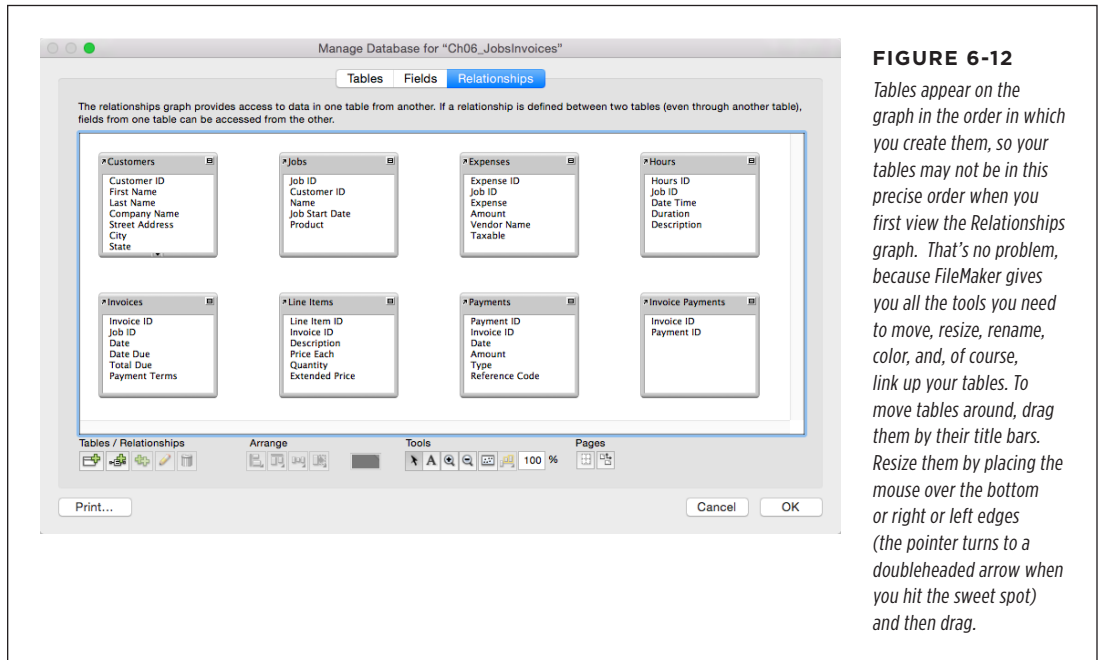 Manage Database for “Ch06_JobsInvoices”
Tables Fields Relationships
The relationships graph provides access to data in one table from another. If a relationship is defined between two tables (even through another table),
fields from one table can be accessed from the other.
Customers
Customer ID
First Name
Last Name
Company Name
Street Address
City
State
Jobs
Job ID
Customer ID
Name
Job Start Date
Product
Expenses
Expense ID
Job ID
Expense
Amount
Vendor Name
Taxable
Hours
Hours ID
Job ID
Date Time
Duration
Description
Invoices
Invoice ID
Job ID
Date
Date Due
Total Due
Payment Terms
Line Items
Line Item ID
Invoice ID
Description
Price Each
Quantity
Extended Price
Payments
Payment ID
Invoice ID
Date
Amount
Type
Reference Code
Invoice Payments
Invoice ID
Payment ID
Tables / Relationships Arrange Tools Pages
A 100 %
Print... Cancel OK
FIGURE 6-12
Tables appear on the
graph in the order in which
you create them, so your
tables may not be in this
precise order when you
first view the Relationships
graph. That’s no problem,
because FileMaker gives
you all the tools you need
to move, resize, rename,
color, and, of course,
link up your tables. To
move tables around, drag
them by their title bars.
Resize them by placing the
mouse over the bottom
or right or left edges
(the pointer turns to a
doubleheaded arrow when
you hit the sweet spot)
and then drag.